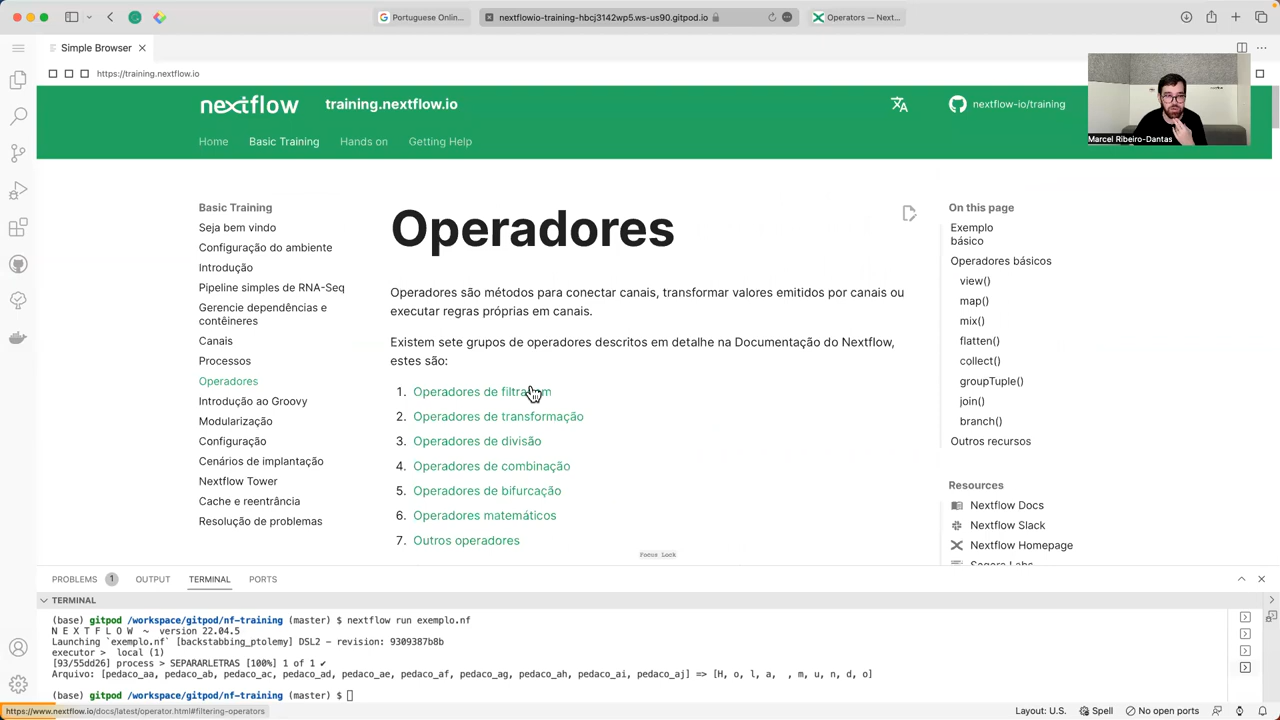 Portuguese Onlin...
nextflowio-training-hbcj3142wp5.ws-us90.gitpod.io
Operators — Next...
Simple Browser
https://training.nextflow.io
nextflow
training.nextflow.io
nextflow-io/training
Marcel Ribeiro-Dantas
Home
Basic Training
Hands on
Getting Help
Basic Training
Seja bem vindo
Configuração do ambiente
Introdução
Pipeline simples de RNA-Seq
Gerencie dependências e
contêineres
Canais
Processos
Operadores
Introdução ao Groovy
Modularização
Configuração
Cenários de implantação
Nextflow Tower
Cache e reentrância
Resolução de problemas
Operadores
Operadores são métodos para conectar canais, transformar valores emitidos por canais ou
executar regras próprias em canais.
Existem sete grupos de operadores descritos em detalhe na Documentação do Nextflow,
estes são:
1. Operadores de filtragem
2. Operadores de transformação
3. Operadores de divisão
4. Operadores de combinação
5. Operadores de bifurcação
6. Operadores matemáticos
7. Outros operadores
On this page
Exemplo
básico
Operadores básicos
view()
map()
mix()
flatten()
collect()
groupTuple()
join()
branch()
Outros recursos
Resources
Nextflow Docs
Nextflow Slack
Nextflow Homepage
Seqera Labs
Focus Lock
PROBLEMS 1 OUTPUT TERMINAL PORTS
TERMINAL
(base) gitpod /workspace/gitpod/nf-training (master) $ nextflow run exemplo.nf
N E X T F L O W ~ version 22.04.5
Launching `exemplo.nf` [backstabbing_ptolemy] DSL2 - revision: 9309387b8b
executor > local (1)
[93/55dd26] process > SEPARARLETRAS [100%] 1 of 1 ✔
Arquivo: [pedaco_aa, pedaco_ab, pedaco_ac, pedaco_ad, pedaco_ae, pedaco_af, pedaco_ag, pedaco_ah, pedaco_ai, pedaco_aj] => [H, o, l, a, , m, u, n, d, o]
(base) gitpod /workspace/gitpod/nf-training (master) $
https://www.nextflow.io/docs/latest/operator.html#filtering-operators
Layout: U.S.
Spell
No open ports